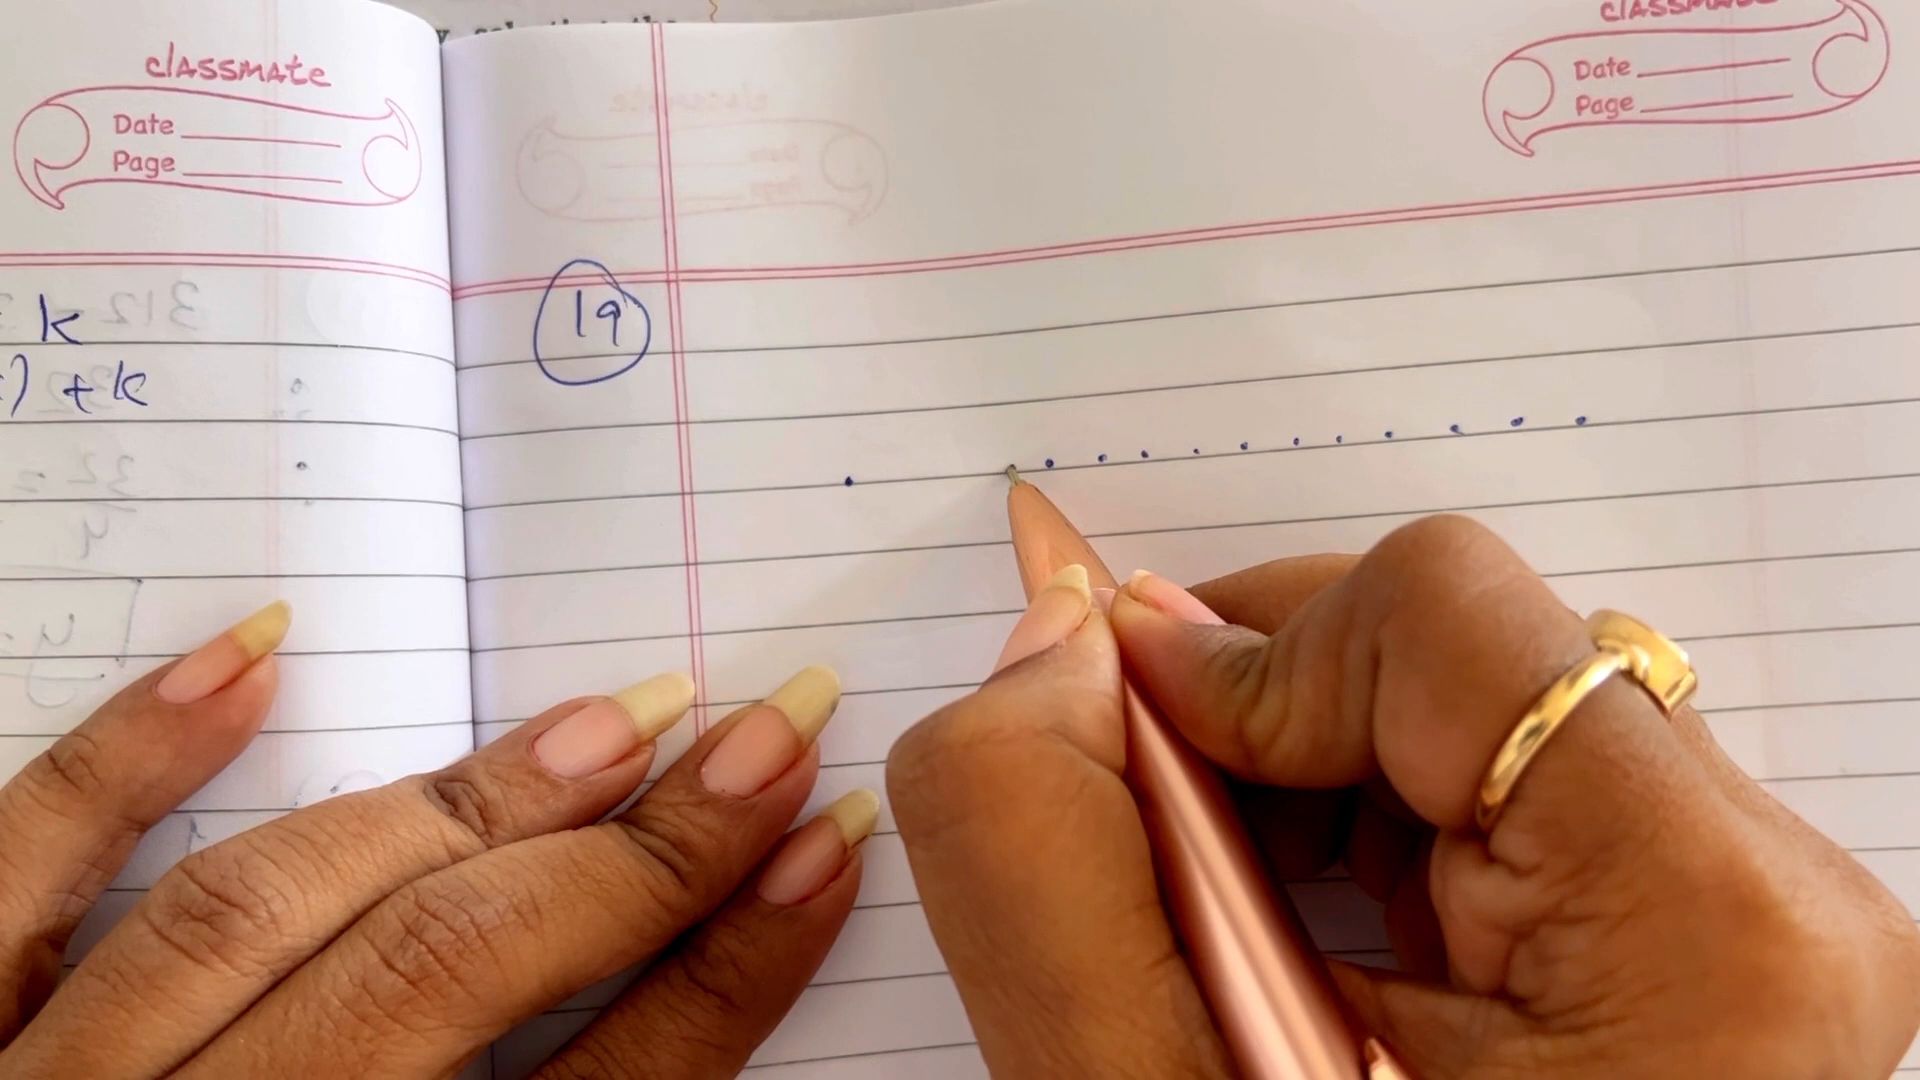 classmate
Date
Page
k
) + k
19
classmate
Date
Page